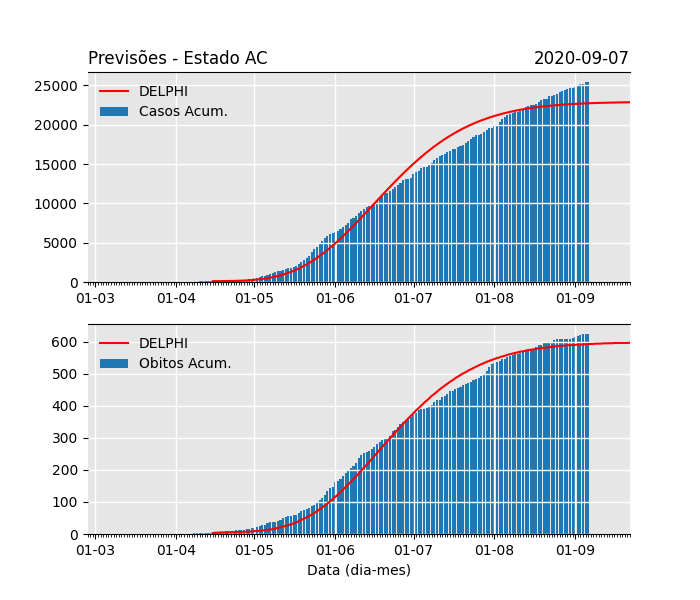 Previsões - Estado AC 2020-09-07
25000
20000
15000
10000
5000
0
DELPHI
Casos Acum.
01-03 01-04 01-05 01-06 01-07 01-08 01-09
600
500
400
300
200
100
0
DELPHI
Obitos Acum.
01-03 01-04 01-05 01-06 01-07 01-08 01-09
Data (dia-mes)